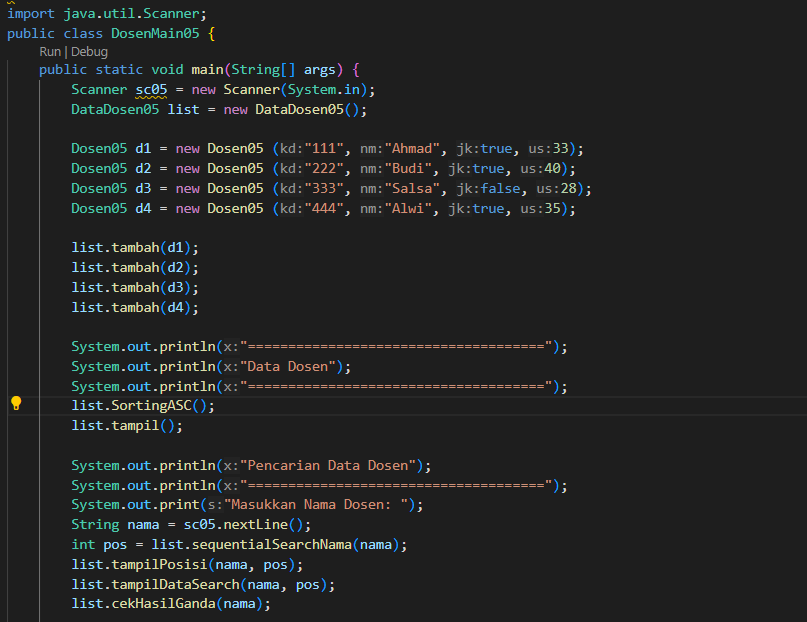 import java.util.Scanner;
public class DosenMain05 {
Run | Debug
public static void main(String[] args) {
Scanner sc05 = new Scanner(System.in);
DataDosen05 list = new DataDosen05();
Dosen05 d1 = new Dosen05 (kd:"111", nm:"Ahmad", jk:true, us:33);
Dosen05 d2 = new Dosen05 (kd:"222", nm:"Budi", jk:true, us:40);
Dosen05 d3 = new Dosen05 (kd:"333", nm:"Salsa", jk:false, us:28);
Dosen05 d4 = new Dosen05 (kd:"444", nm:"Alwi", jk:true, us:35);
list.tambah(d1);
list.tambah(d2);
list.tambah(d3);
list.tambah(d4);
System.out.println(x:"=====================================");
System.out.println(x:"Data Dosen");
System.out.println(x:"=====================================");
list.SortingASC();
list.tampil();
System.out.println(x:"Pencarian Data Dosen");
System.out.println(x:"=====================================");
System.out.print(s:"Masukkan Nama Dosen: ");
String nama = sc05.nextLine();
int pos = list.sequentialSearchNama(nama);
list.tampilPosisi(nama, pos);
list.tampilDataSearch(nama, pos);
list.cekHasilGanda(nama);